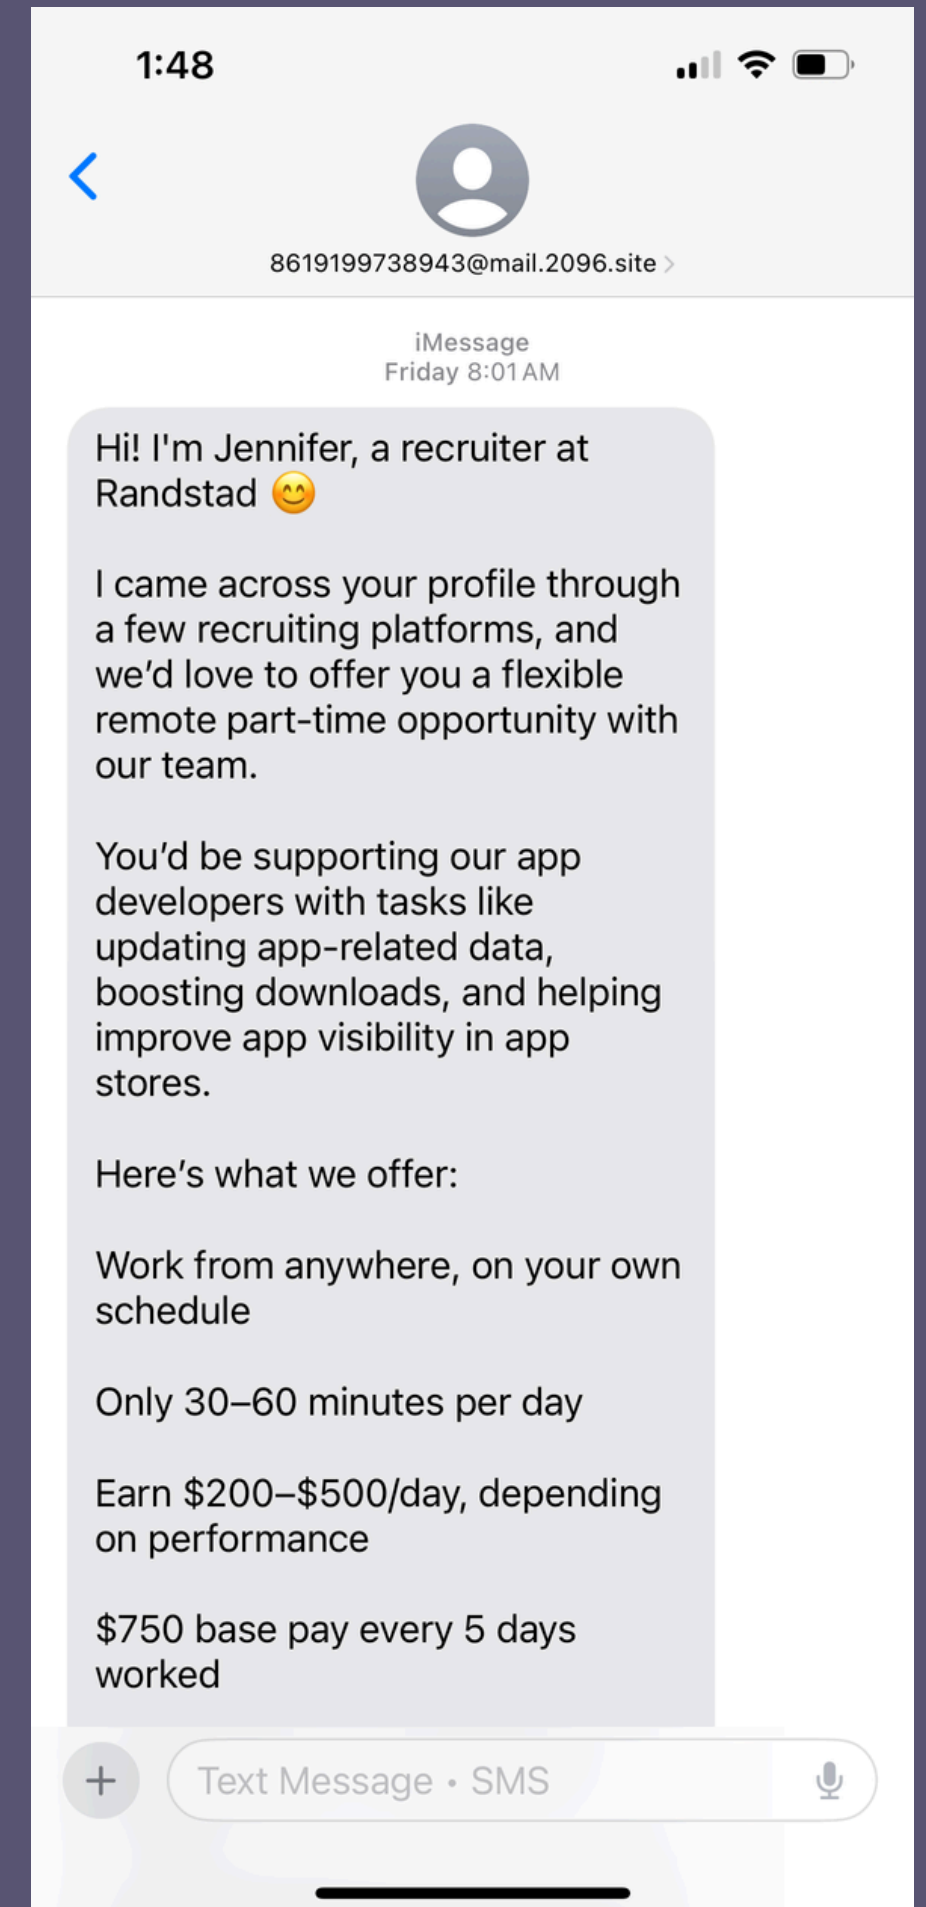 1:48
8619199738943@mail.2096.site
iMessage
Friday 8:01 AM
Hi! I'm Jennifer, a recruiter at
Randstad 😊
I came across your profile through
a few recruiting platforms, and
we’d love to offer you a flexible
remote part-time opportunity with
our team.
You’d be supporting our app
developers with tasks like
updating app-related data,
boosting downloads, and helping
improve app visibility in app
stores.
Here’s what we offer:
Work from anywhere, on your own
schedule
Only 30–60 minutes per day
Earn $200–$500/day, depending
on performance
$750 base pay every 5 days
worked
Text Message • SMS